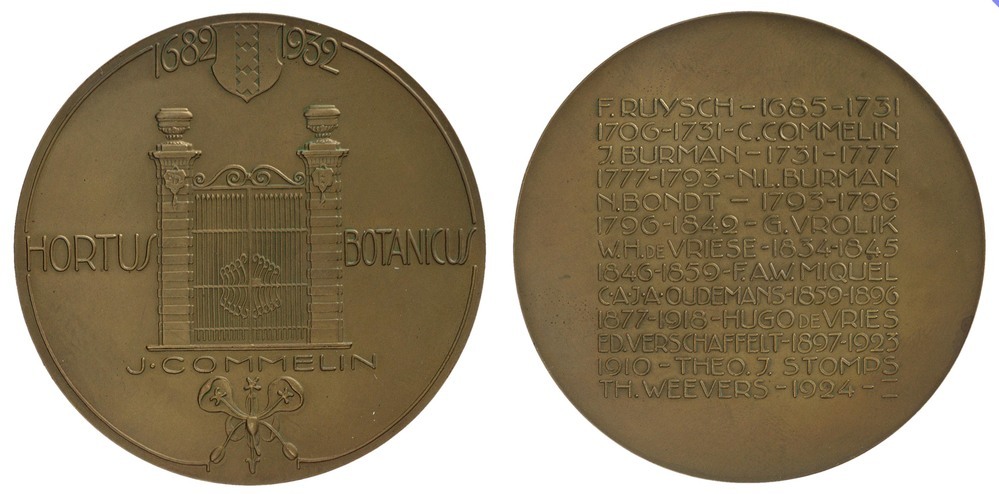 1682 1932
HORTUS BOTANICUS
J·COMMELIN
F. RUYSCH – 1685–1731
1706–1731–C. COMMELIN
J. BURMAN – 1731–1777
1777–1793–N.L. BURMAN
N. BONDT – 1793–1796
1796–1842–G. VROLIK
W.H. DE VRIESE–1834–1845
1846–1859–F.A.W. MIQUEL
C·A·J·A·OUDEMANS–1859–1896
1877–1918–HUGO DE VRIES
ED. VERSCHAFFELT–1897–1923
1910 – THEO. J. STOMPS
TH. WEEVERS – 1924 –